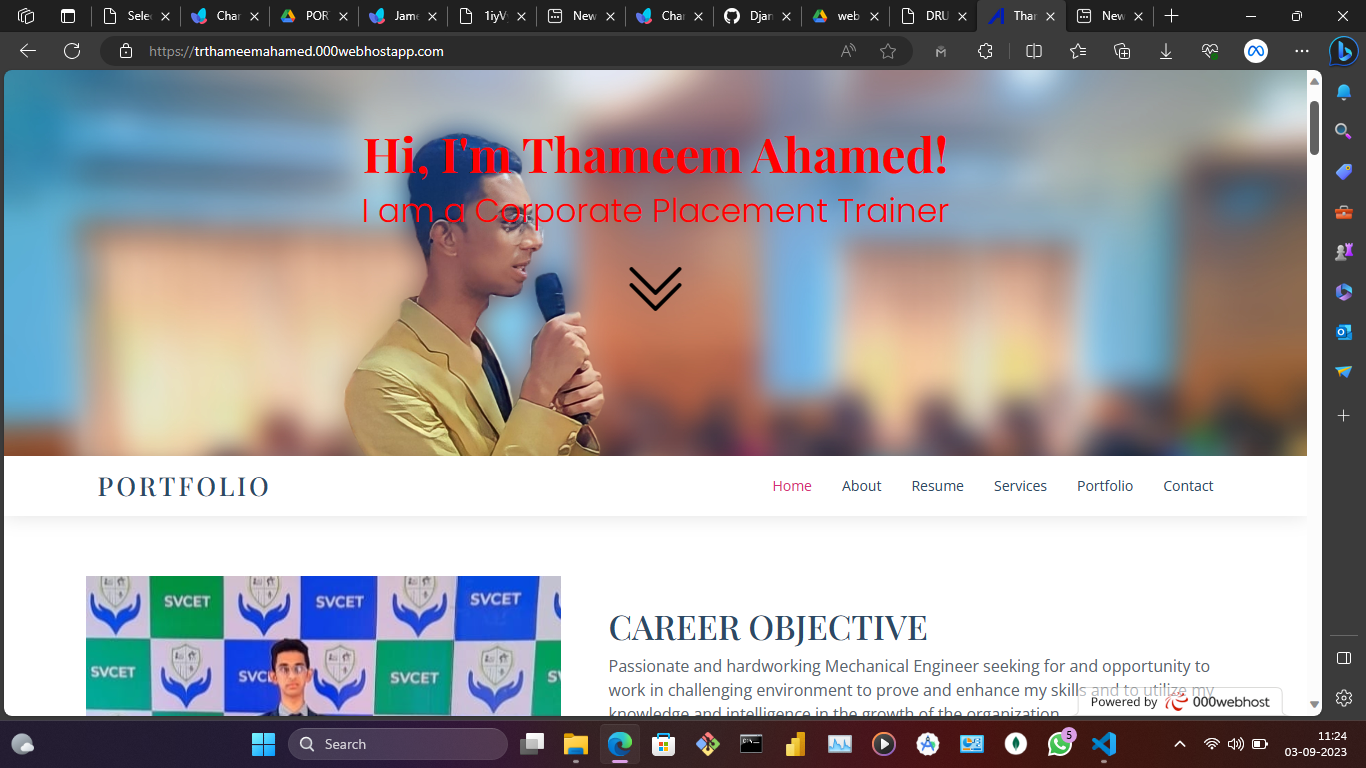 Selec
Char
POR
Jame
1iyVy
New
Char
Djan
web
DRU
Thar
New
https://trthameemahamed.000webhostapp.com
Hi, I'm Thameem Ahamed!
I am a Corporate Placement Trainer
PORTFOLIO
Home About Resume Services Portfolio Contact
SVCET SVCET SVCET
SVCET SVC SVCET SVCET
CAREER OBJECTIVE
Passionate and hardworking Mechanical Engineer seeking for and opportunity to
work in challenging environment to prove and enhance my skills and to utilize my
knowledge and intelligence in the growth of the organization
Powered by 000webhost
Search
5
11:24
03-09-2023